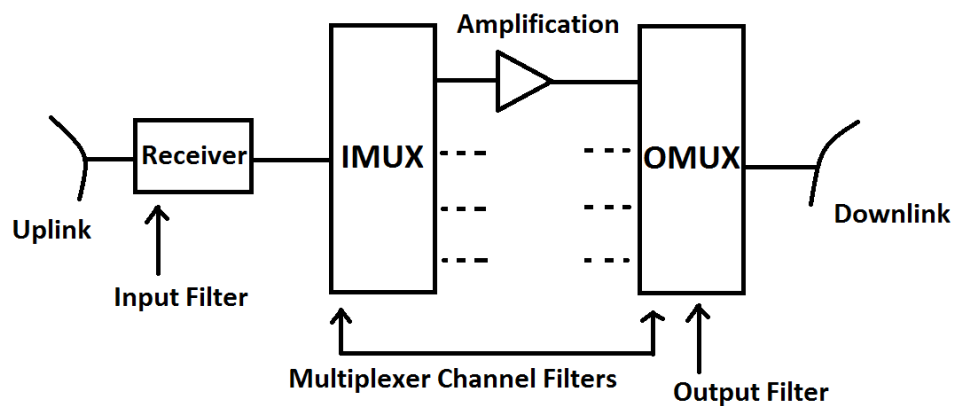 Amplification
Receiver
IMUX
OMUX
Uplink
Downlink
Input Filter
Multiplexer Channel Filters
Output Filter